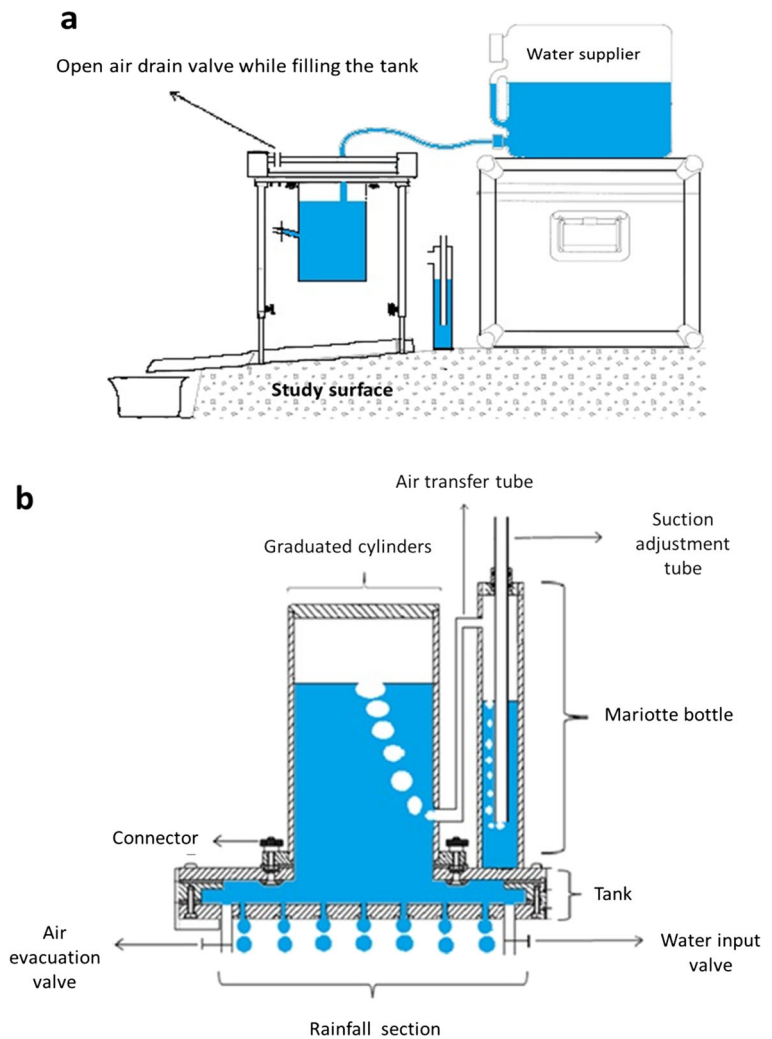 a
Water supplier
Open air drain valve while filling the tank
Study surface
b
Air transfer tube
Suction
adjustment
tube
Graduated cylinders
Mariotte bottle
Connector
Tank
Air
evacuation
valve
Water input
valve
Rainfall section